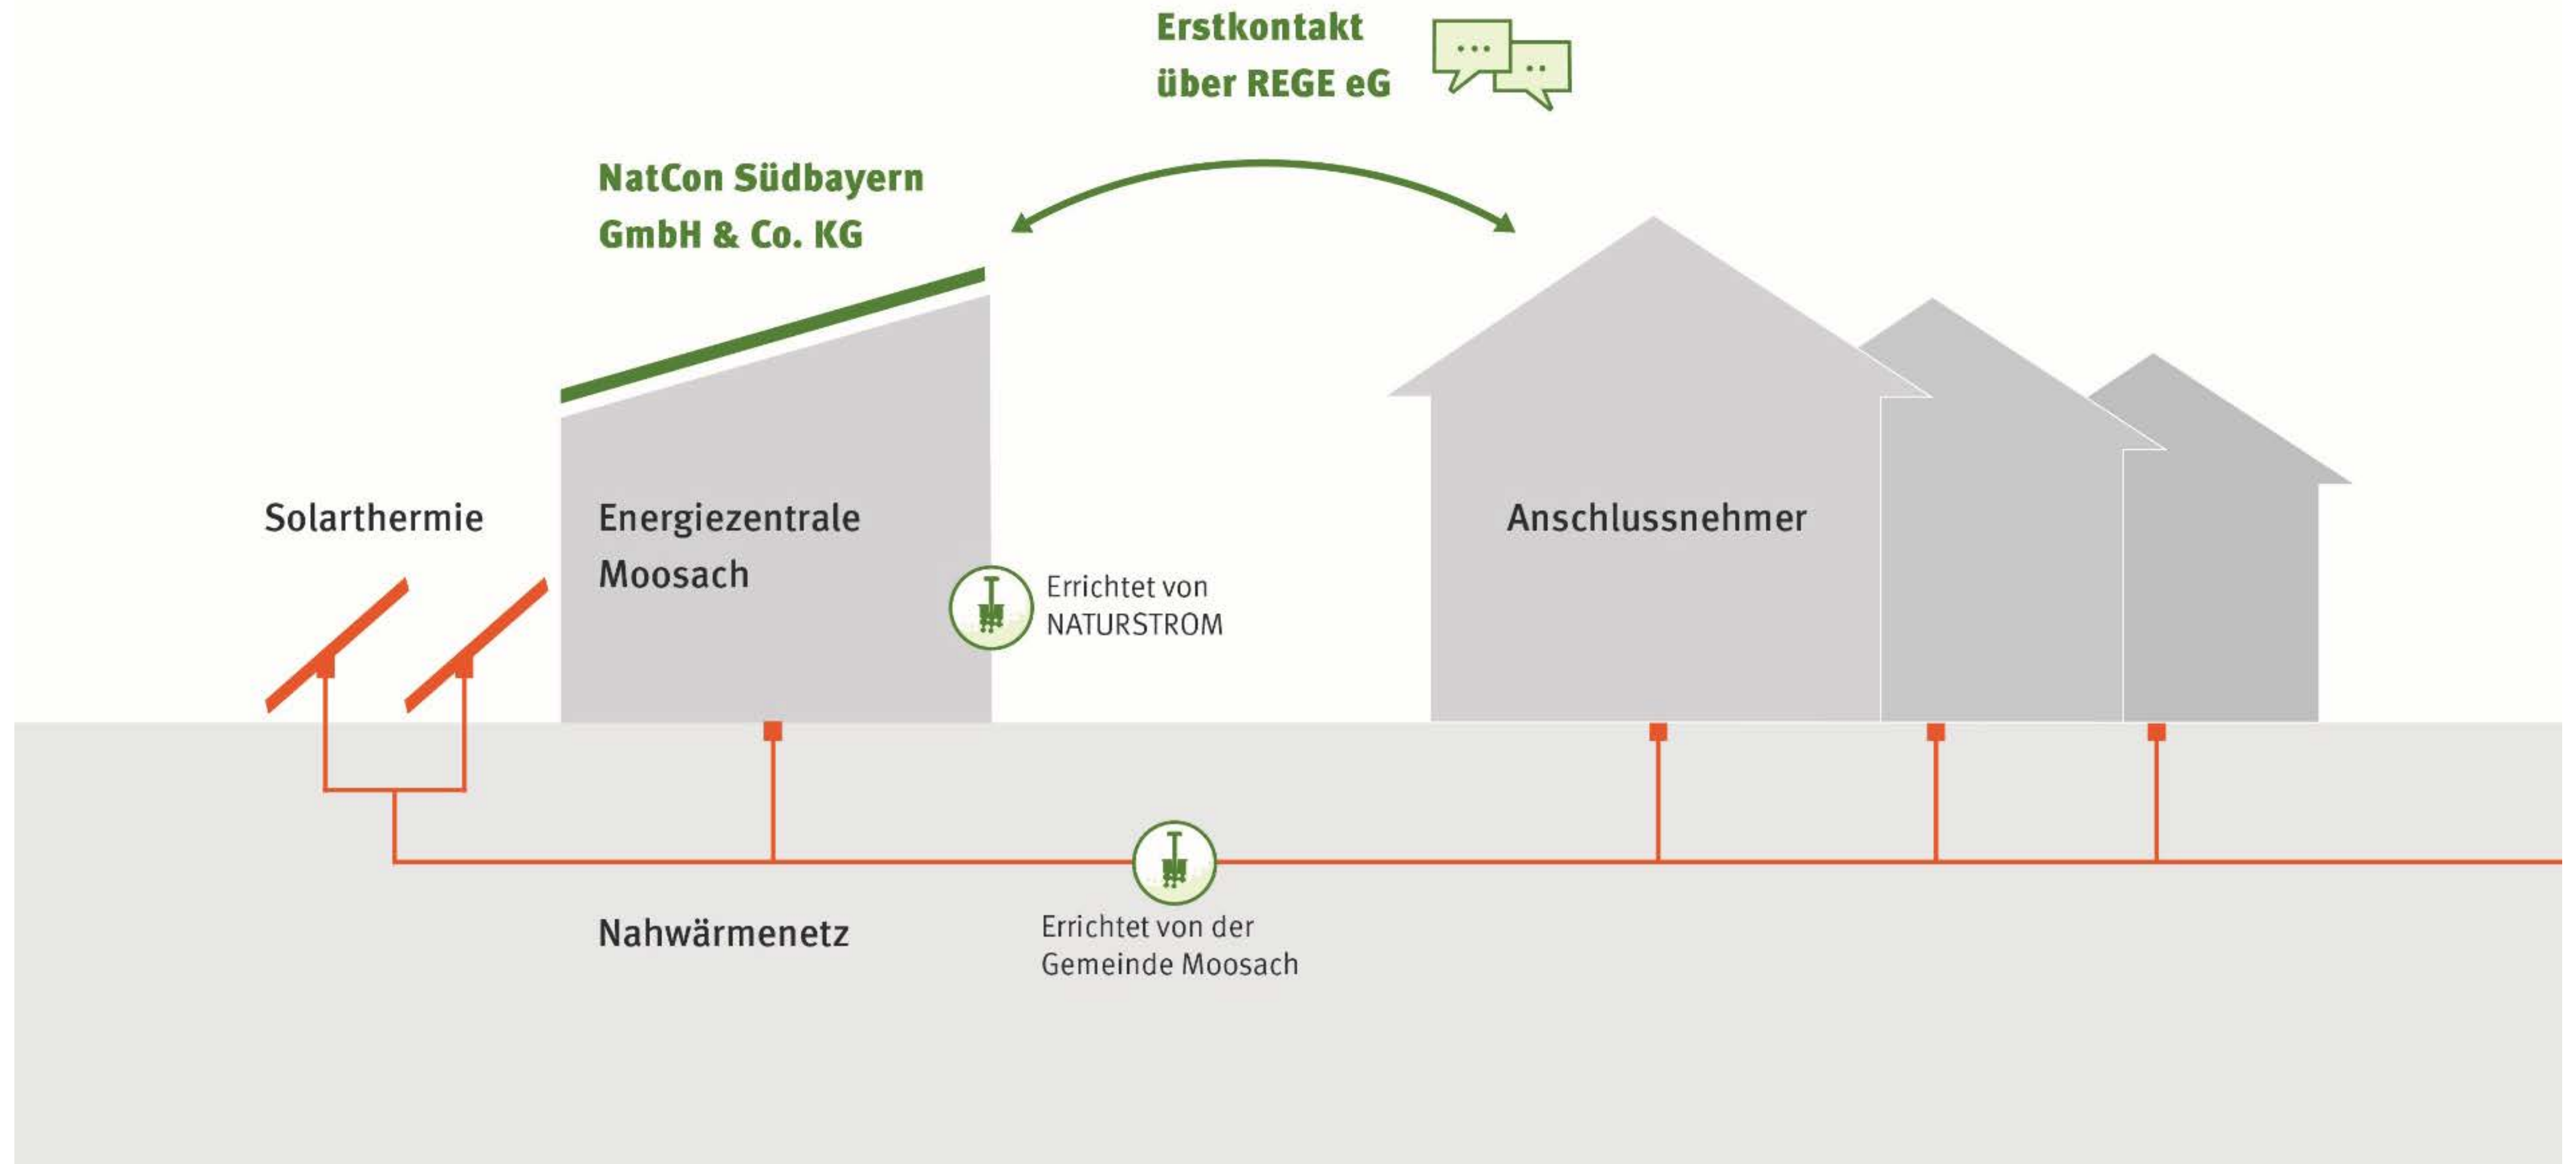 Erstkontakt
über REGE eG
NatCon Südbayern
GmbH & Co. KG
Solarthermie
Energiezentrale
Moosach
Anschlussnehmer
Errichtet von
NATURSTROM
Nahwärmenetz
Errichtet von der
Gemeinde Moosach